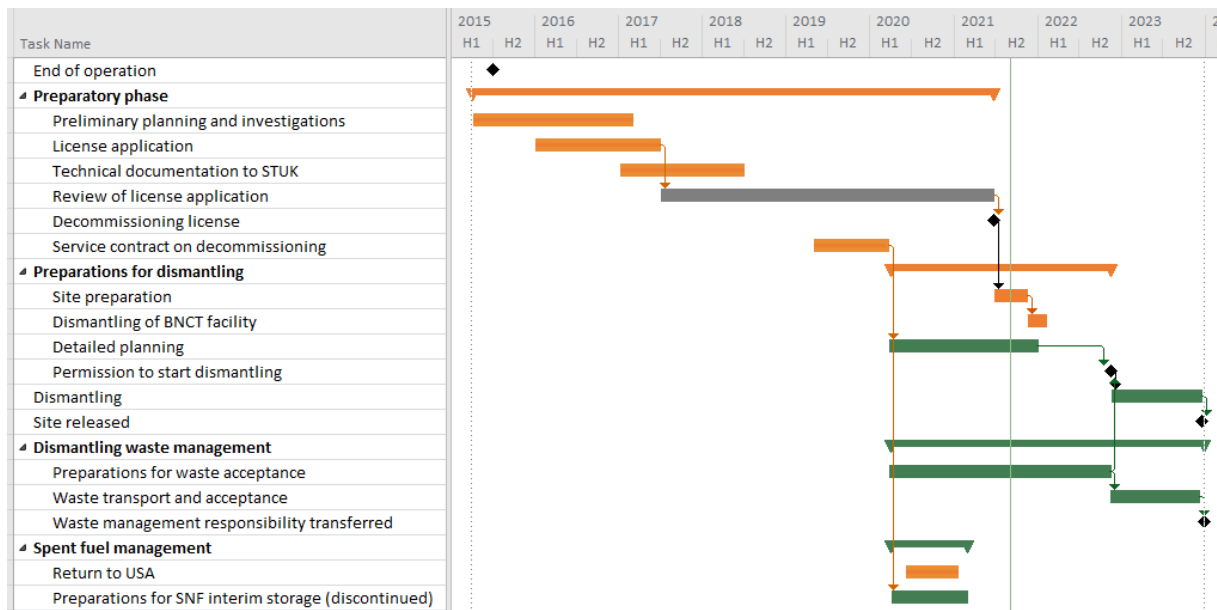 2015 2016 2017 2018 2019 2020 2021 2022 2023 2
Task Name H1 H2 H1 H2 H1 H2 H1 H2 H1 H2 H1 H2 H1 H2 H1 H2 H1 H2
End of operation
Preparatory phase
Preliminary planning and investigations
License application
Technical documentation to STUK
Review of license application
Decommissioning license
Service contract on decommissioning
Preparations for dismantling
Site preparation
Dismantling of BNCT facility
Detailed planning
Permission to start dismantling
Dismantling
Site released
Dismantling waste management
Preparations for waste acceptance
Waste transport and acceptance
Waste management responsibility transferred
Spent fuel management
Return to USA
Preparations for SNF interim storage (discontinued)